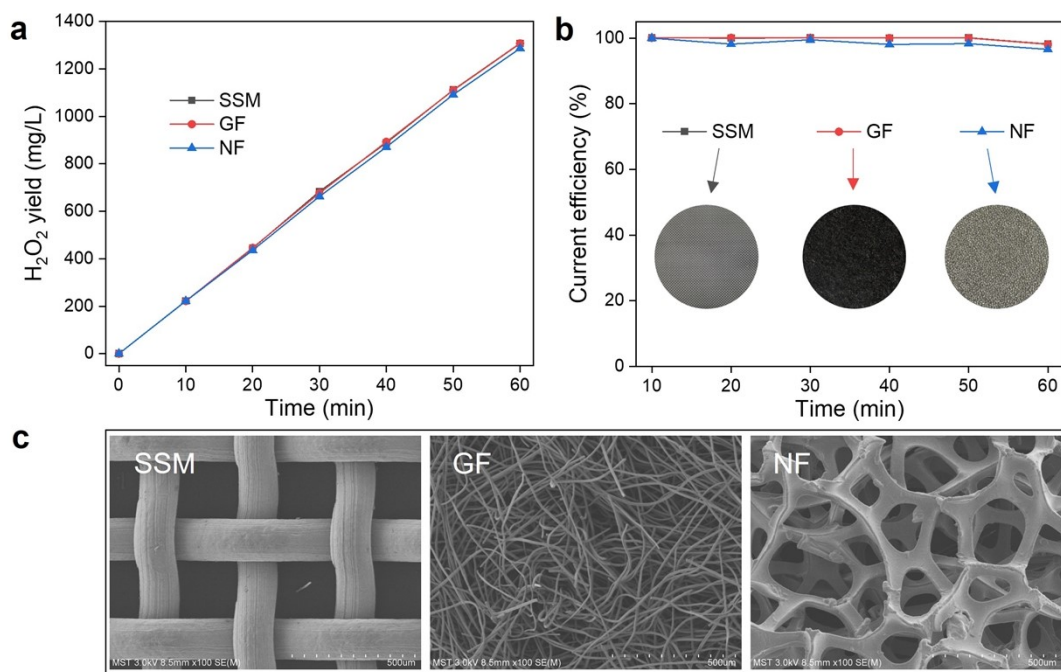 a
1400
1200
1000
800
600
400
200
0
H₂O₂ yield (mg/L)
SSM
GF
NF
0 10 20 30 40 50 60
Time (min)
b
100
80
60
40
20
0
Current efficiency (%)
SSM GF NF
10 20 30 40 50 60
Time (min)
c
SSM GF NF
MST 3.0kV 8.5mm x100 SE(M) 500um
MST 3.0kV 8.5mm x100 SE(M) 500um
MST 3.0kV 8.5mm x100 SE(M) 500um